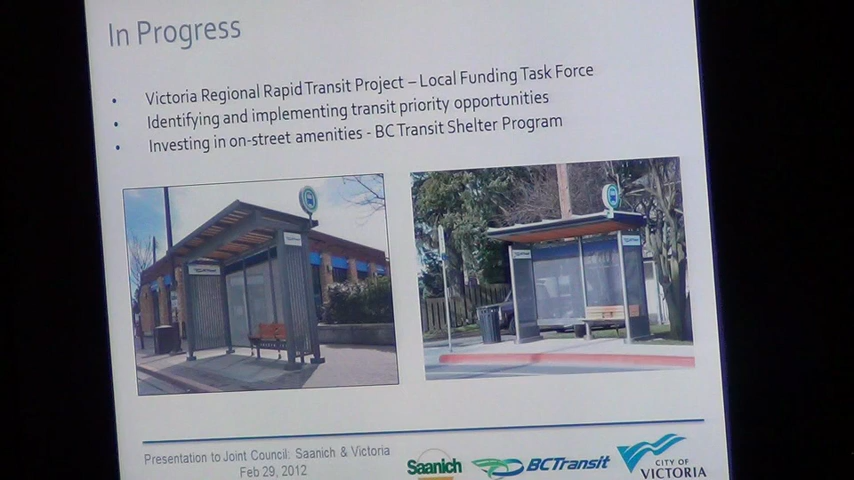 In Progress
• Victoria Regional Rapid Transit Project – Local Funding Task Force
• Identifying and implementing transit priority opportunities
• Investing in on-street amenities - BC Transit Shelter Program
Presentation to Joint Council: Saanich & Victoria
Feb 29, 2012
Saanich
BC Transit
CITY OF
VICTORIA